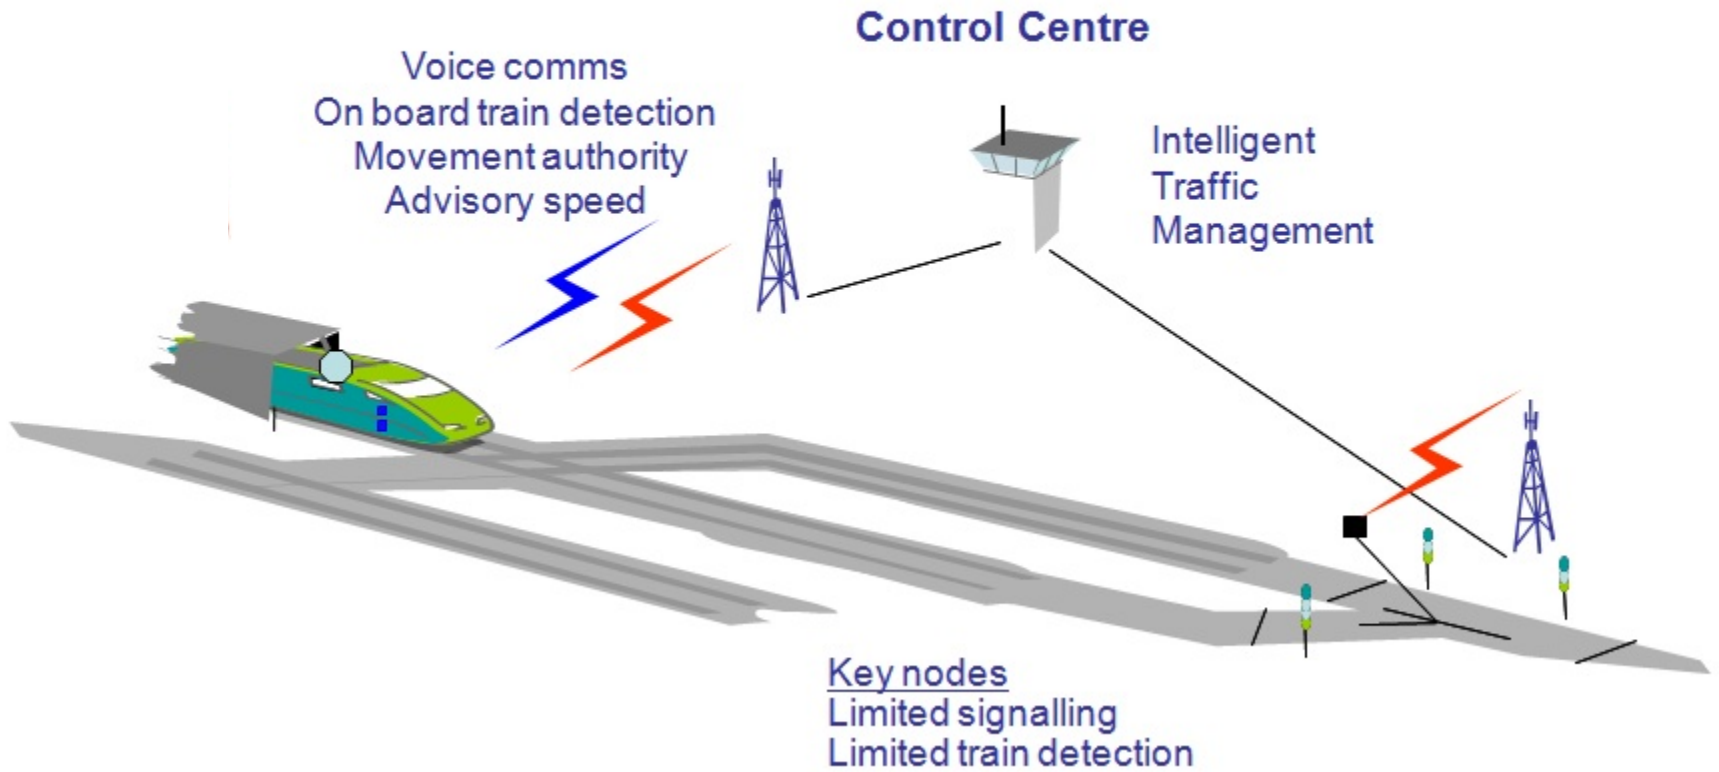 Control Centre
Voice comms
On board train detection
Movement authority
Advisory speed
Intelligent
Traffic
Management
Key nodes
Limited signalling
Limited train detection